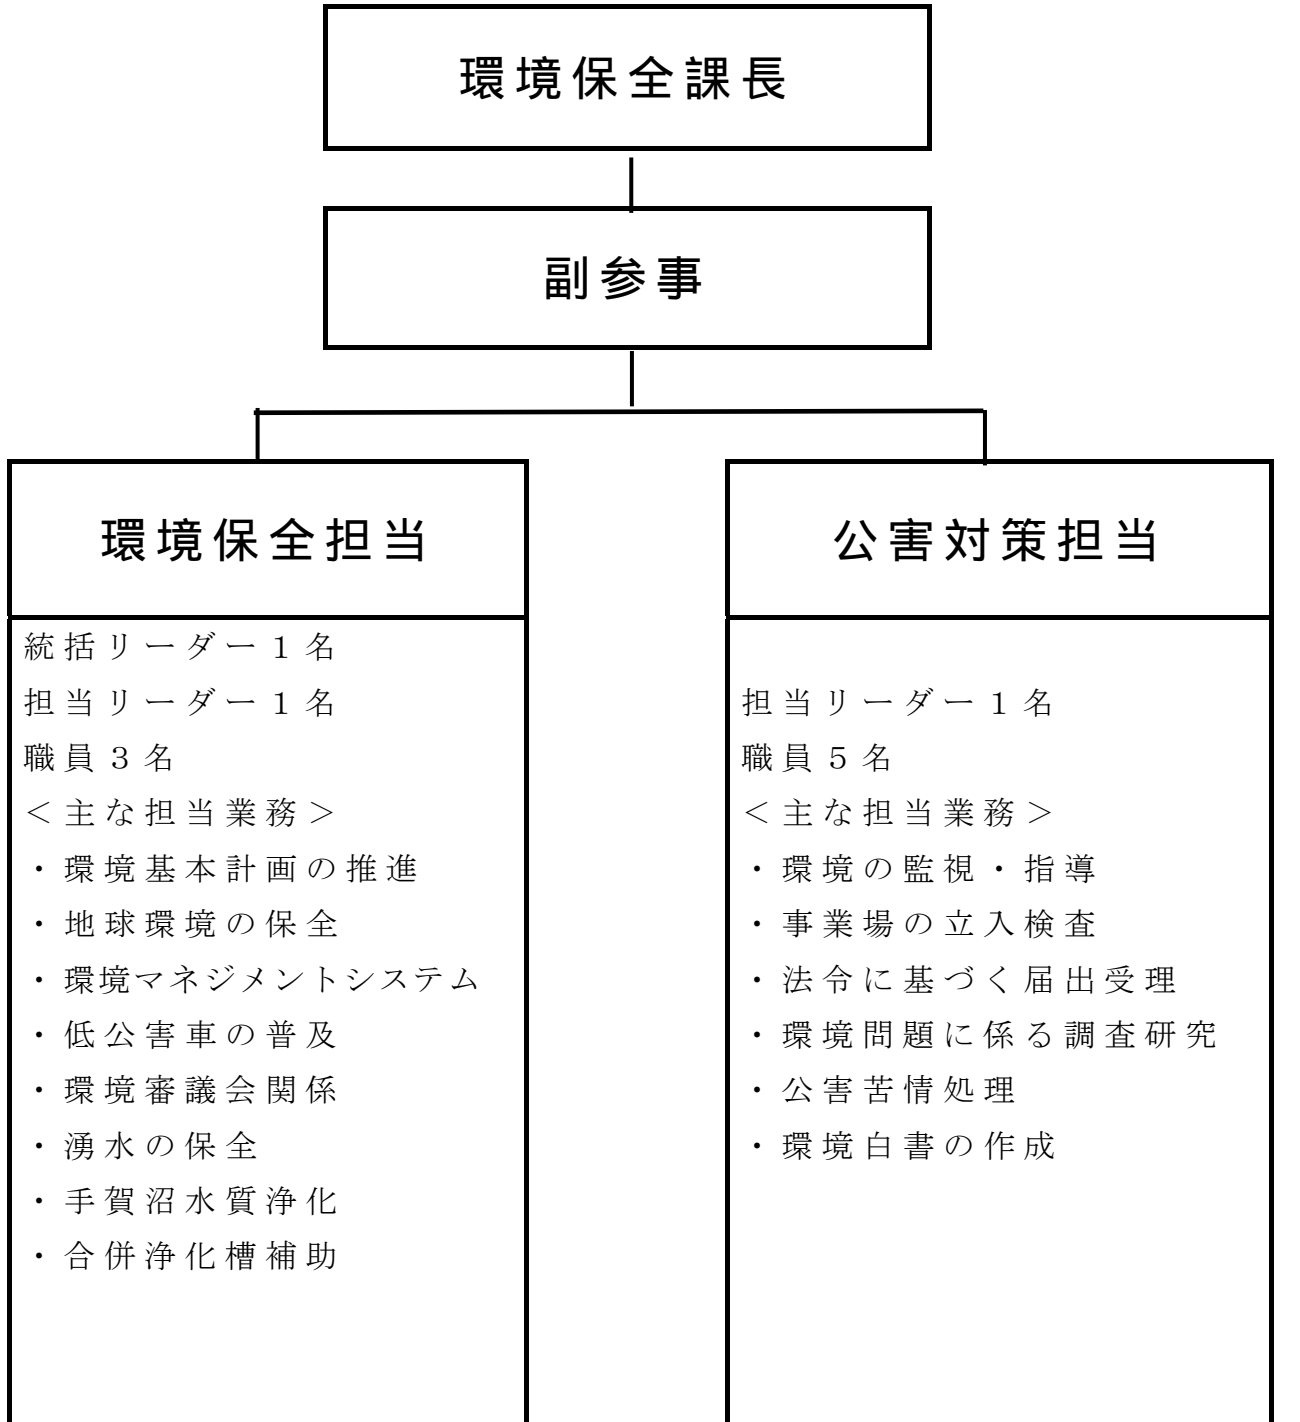 環境保全課長
副参事
環境保全担当
統括リーダー１名
担当リーダー１名
職員３名
＜主な担当業務＞
・環境基本計画の推進
・地球環境の保全
・環境マネジメントシステム
・低公害車の普及
・環境審議会関係
・湧水の保全
・手賀沼水質浄化
・合併浄化槽補助
公害対策担当
担当リーダー１名
職員５名
＜主な担当業務＞
・環境の監視・指導
・事業場の立入検査
・法令に基づく届出受理
・環境問題に係る調査研究
・公害苦情処理
・環境白書の作成